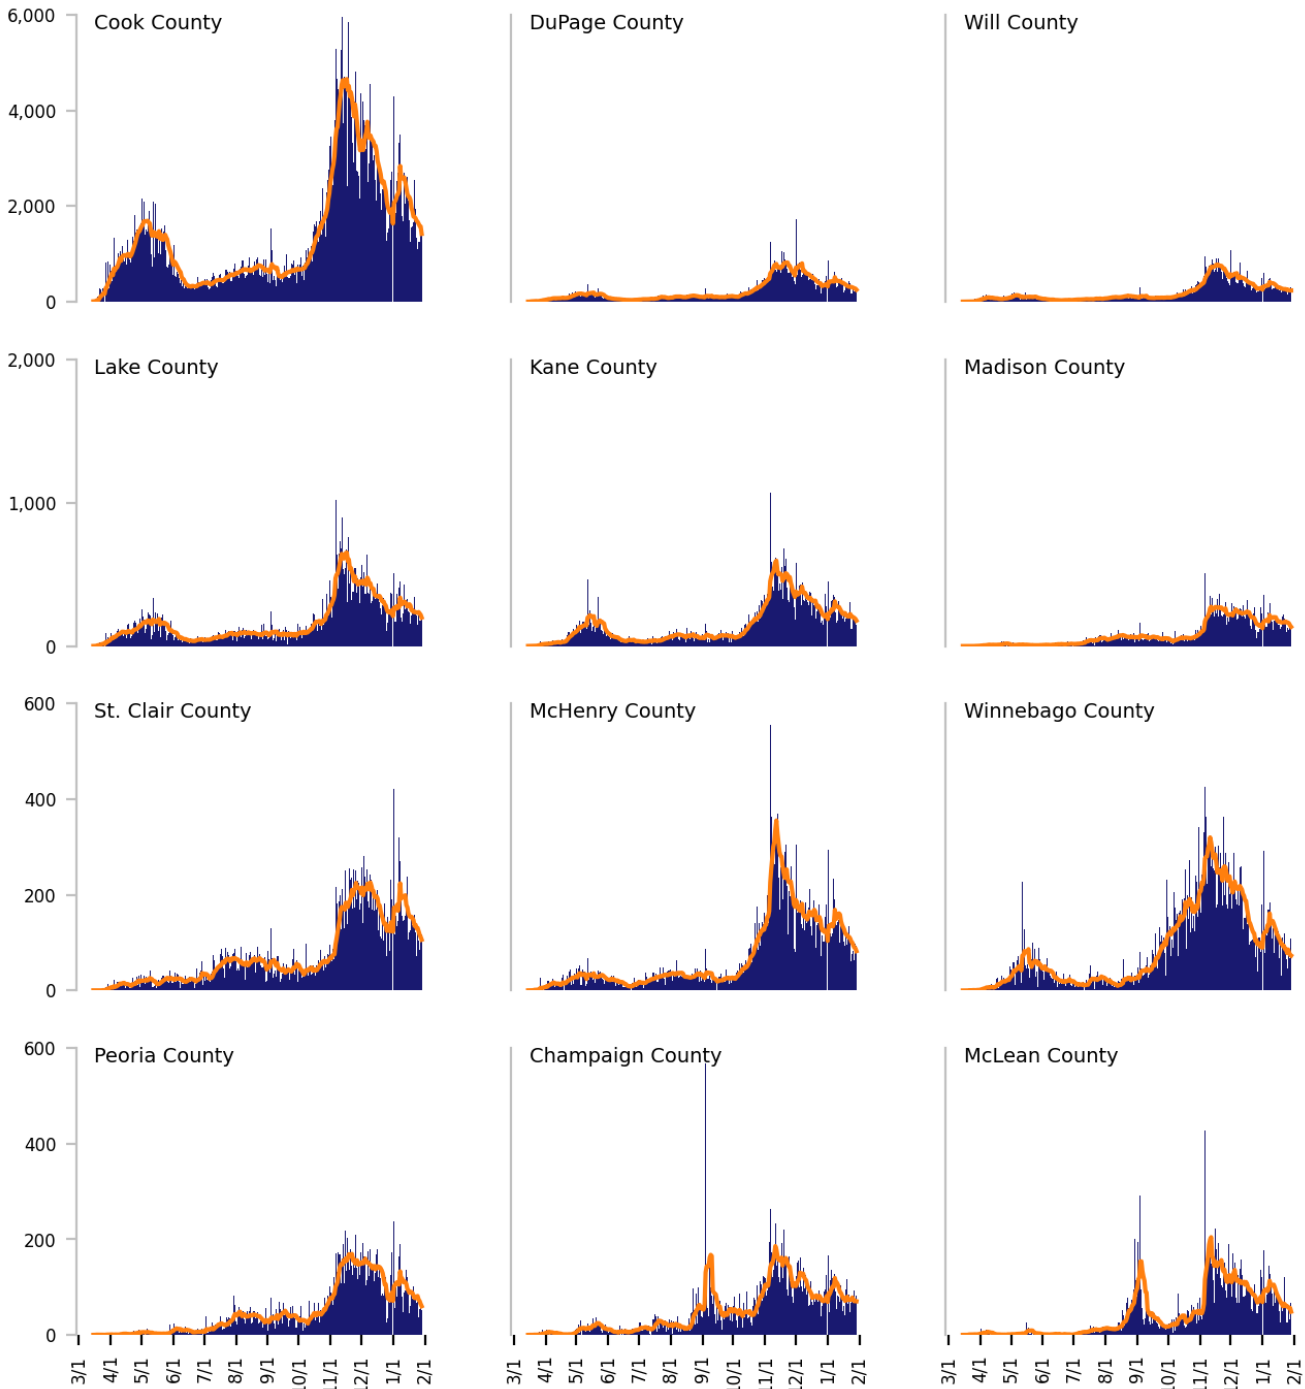 6,000
Cook County
DuPage County
Will County
4,000
2,000
0
2,000
Lake County
Kane County
Madison County
1,000
0
600
St. Clair County
McHenry County
Winnebago County
400
200
0
600
Peoria County
Champaign County
McLean County
400
200
0
3/1 4/1 5/1 6/1 7/1 8/1 9/1 10/1 11/1 12/1 1/1 2/1
3/1 4/1 5/1 6/1 7/1 8/1 9/1 10/1 11/1 12/1 1/1 2/1
3/1 4/1 5/1 6/1 7/1 8/1 9/1 10/1 11/1 12/1 1/1 2/1